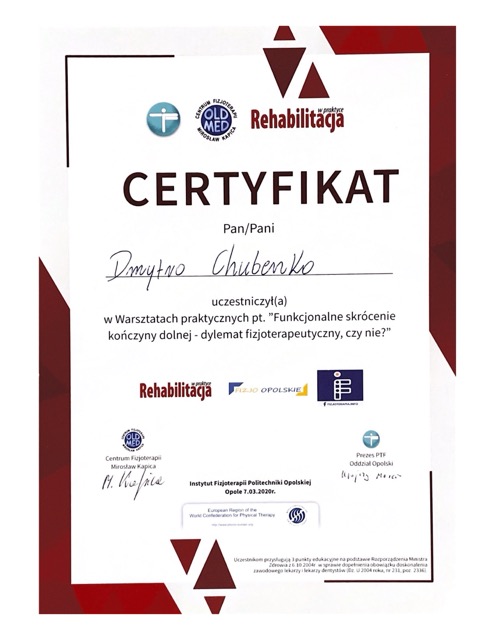 CENTRUM FIZJOTERAPII
OLD MED
MIROSŁAW KAPICA
Rehabilitacja w praktyce
CERTYFIKAT
Pan/Pani
Dmytro Chubenko
uczestniczył(a)
w Warsztatach praktycznych pt. "Funkcjonalne skrócenie
kończyny dolnej - dylemat fizjoterapeutyczny, czy nie?"
Rehabilitacja w praktyce
FIZJO OPOLSKIE
OLD MED
Centrum Fizjoterapii
Mirosław Kapica
M. Kapica
Prezes PTF
Oddział Opolski
Instytut Fizjoterapii Politechniki Opolskiej
Opole 7.03.2020r.
European Region of the
World Confederation for Physical Therapy
Uczestnikom przysługują 3 punkty edukacyjne na podstawie Rozporządzenia Ministra
Zdrowia z 6.10.2004r. w sprawie dopełnienia obowiązku doskonalenia
zawodowego lekarzy i lekarzy dentystów (Dz. U 2004 roku, nr 231, poz. 2336).